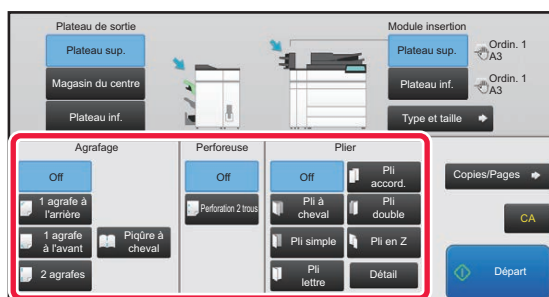 Plateau de sortie
Plateau sup.
Magasin du centre
Plateau inf.
Module insertion
Plateau sup.
Ordin. 1
A3
Plateau inf.
Ordin. 1
A3
Type et taille
Agrafage
Off
1 agrafe à
l'arrière
1 agrafe
à l'avant
Piqûre à
cheval
2 agrafes
Perforeuse
Off
Perforation 2 trous
Plier
Off
Pli
accord.
Pli à
cheval
Pli
double
Pli simple
Pli en Z
Pli
lettre
Détail
Copies/Pages
CA
Départ